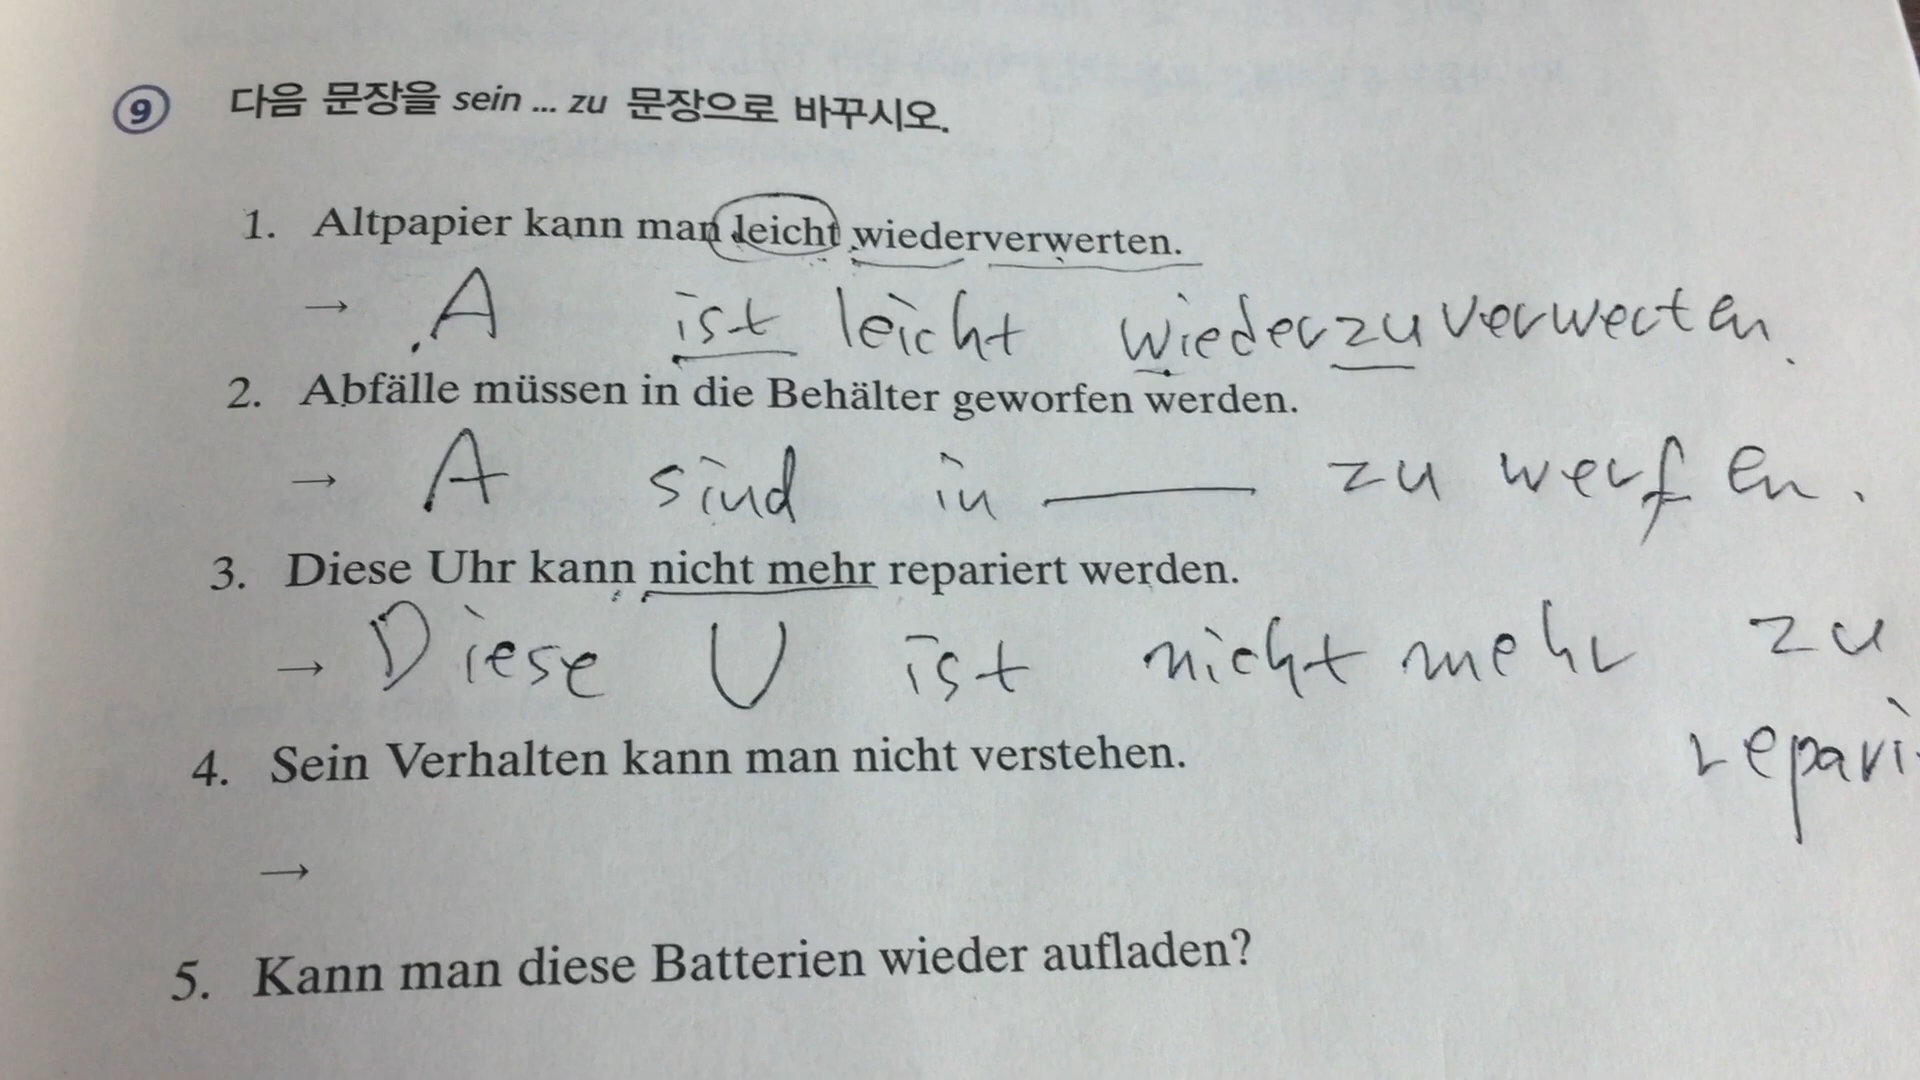 9 다음 문장을 sein ... zu 문장으로 바꾸시오.
1. Altpapier kann man leicht wiederverwerten.
→ A ist leicht wiederzuverwerten.
2. Abfälle müssen in die Behälter geworfen werden.
→ A sind in — zu werfen.
3. Diese Uhr kann nicht mehr repariert werden.
→ Diese U ist nicht mehr zu
repari
4. Sein Verhalten kann man nicht verstehen.
→
5. Kann man diese Batterien wieder aufladen?